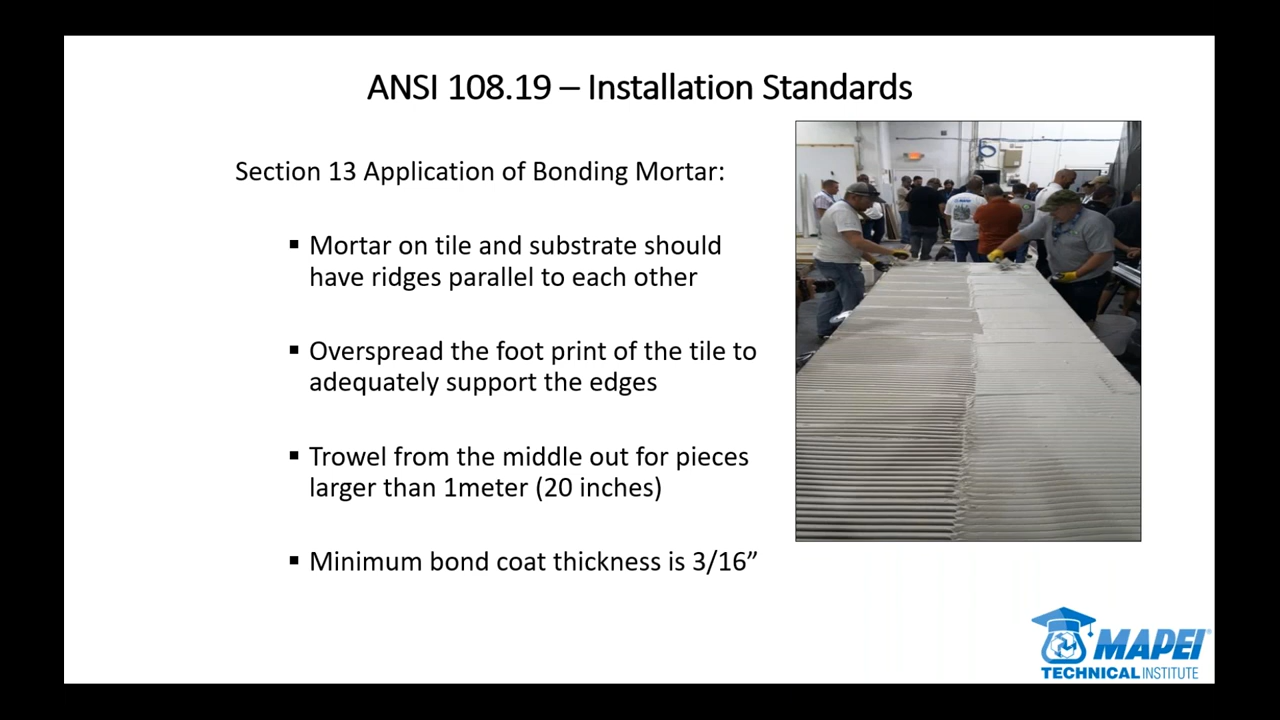 ANSI 108.19 – Installation Standards
Section 13 Application of Bonding Mortar:
▪ Mortar on tile and substrate should
have ridges parallel to each other
▪ Overspread the foot print of the tile to
adequately support the edges
▪ Trowel from the middle out for pieces
larger than 1meter (20 inches)
▪ Minimum bond coat thickness is 3/16”
MAPEI®
TECHNICAL INSTITUTE